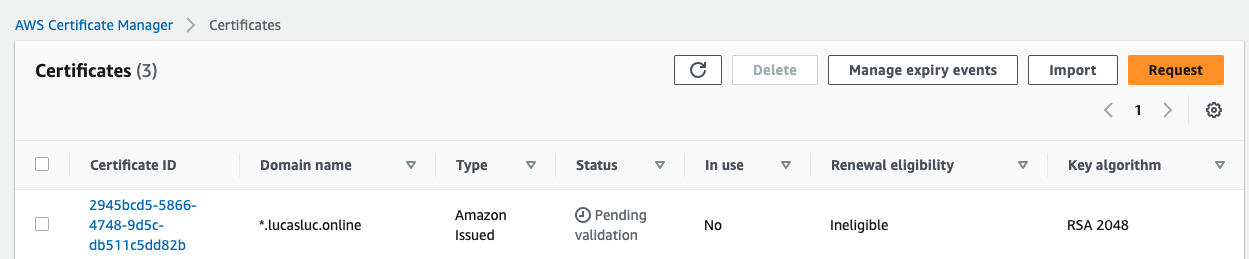 AWS Certificate Manager > Certificates
Certificates (3) Delete Manage expiry events Import Request
1
Certificate ID Domain name Type Status In use Renewal eligibility Key algorithm
2945bcd5-5866-
4748-9d5c-
db511c5dd82b
*.lucasluc.online
Amazon
Issued
Pending
validation
No
Ineligible
RSA 2048